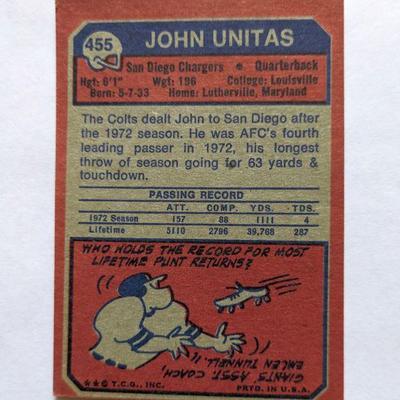 455 JOHN UNITAS
San Diego Chargers • Quarterback
Hgt: 6'1" Wgt: 196 College: Louisville
Born: 5-7-33 Home: Lutherville, Maryland
The Colts dealt John to San Diego after
the 1972 season. He was AFC's fourth
leading passer in 1972, his longest
throw of season going for 63 yards &
touchdown.
PASSING RECORD
ATT. COMP. YDS. TDS.
1972 Season 157 88 1111 4
Lifetime 5110 2796 39,768 287
WHO HOLDS THE RECORD FOR MOST
LIFETIME PUNT RETURNS?
GIANTS' ASST. COACH,
EMLEN TUNNELL!!
**© T.C.G., INC. PRTD. IN U.S.A.